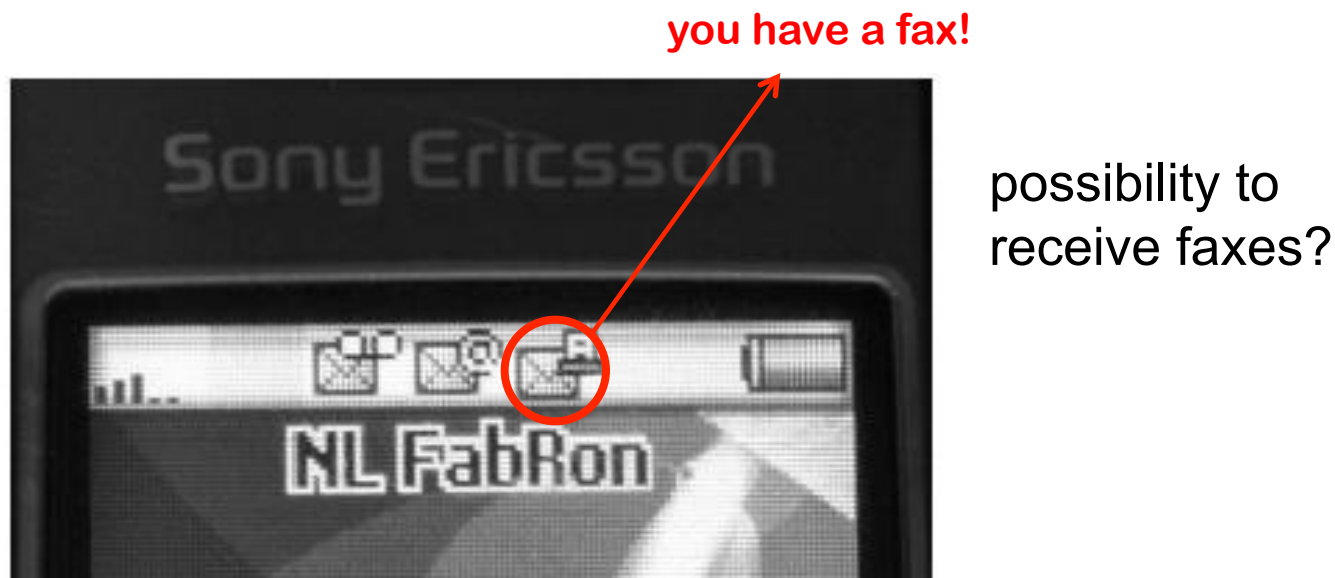 you have a fax!
Sony Ericsson
possibility to
receive faxes?
@
NL FabRon